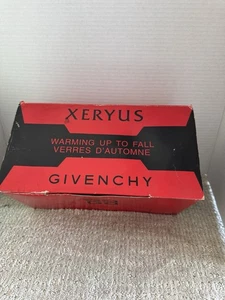 XERYUS
WARMING UP TO FALL
VERRES D'AUTOMNE
GIVENCHY